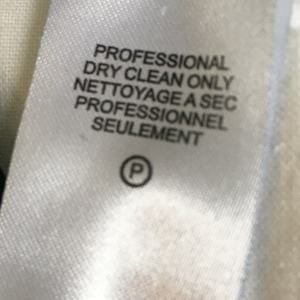 PROFESSIONAL
DRY CLEAN ONLY
NETTOYAGE A SEC
PROFESSIONNEL
SEULEMENT
P